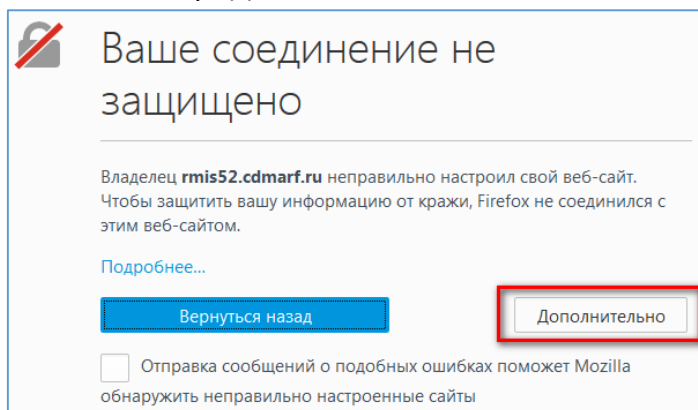 Ваше соединение не
защищено
Владелец rmis52.cdmarf.ru неправильно настроил свой веб-сайт.
Чтобы защитить вашу информацию от кражи, Firefox не соединился с
этим веб-сайтом.
Подробнее...
Вернуться назад
Дополнительно
Отправка сообщений о подобных ошибках поможет Mozilla
обнаружить неправильно настроенные сайты